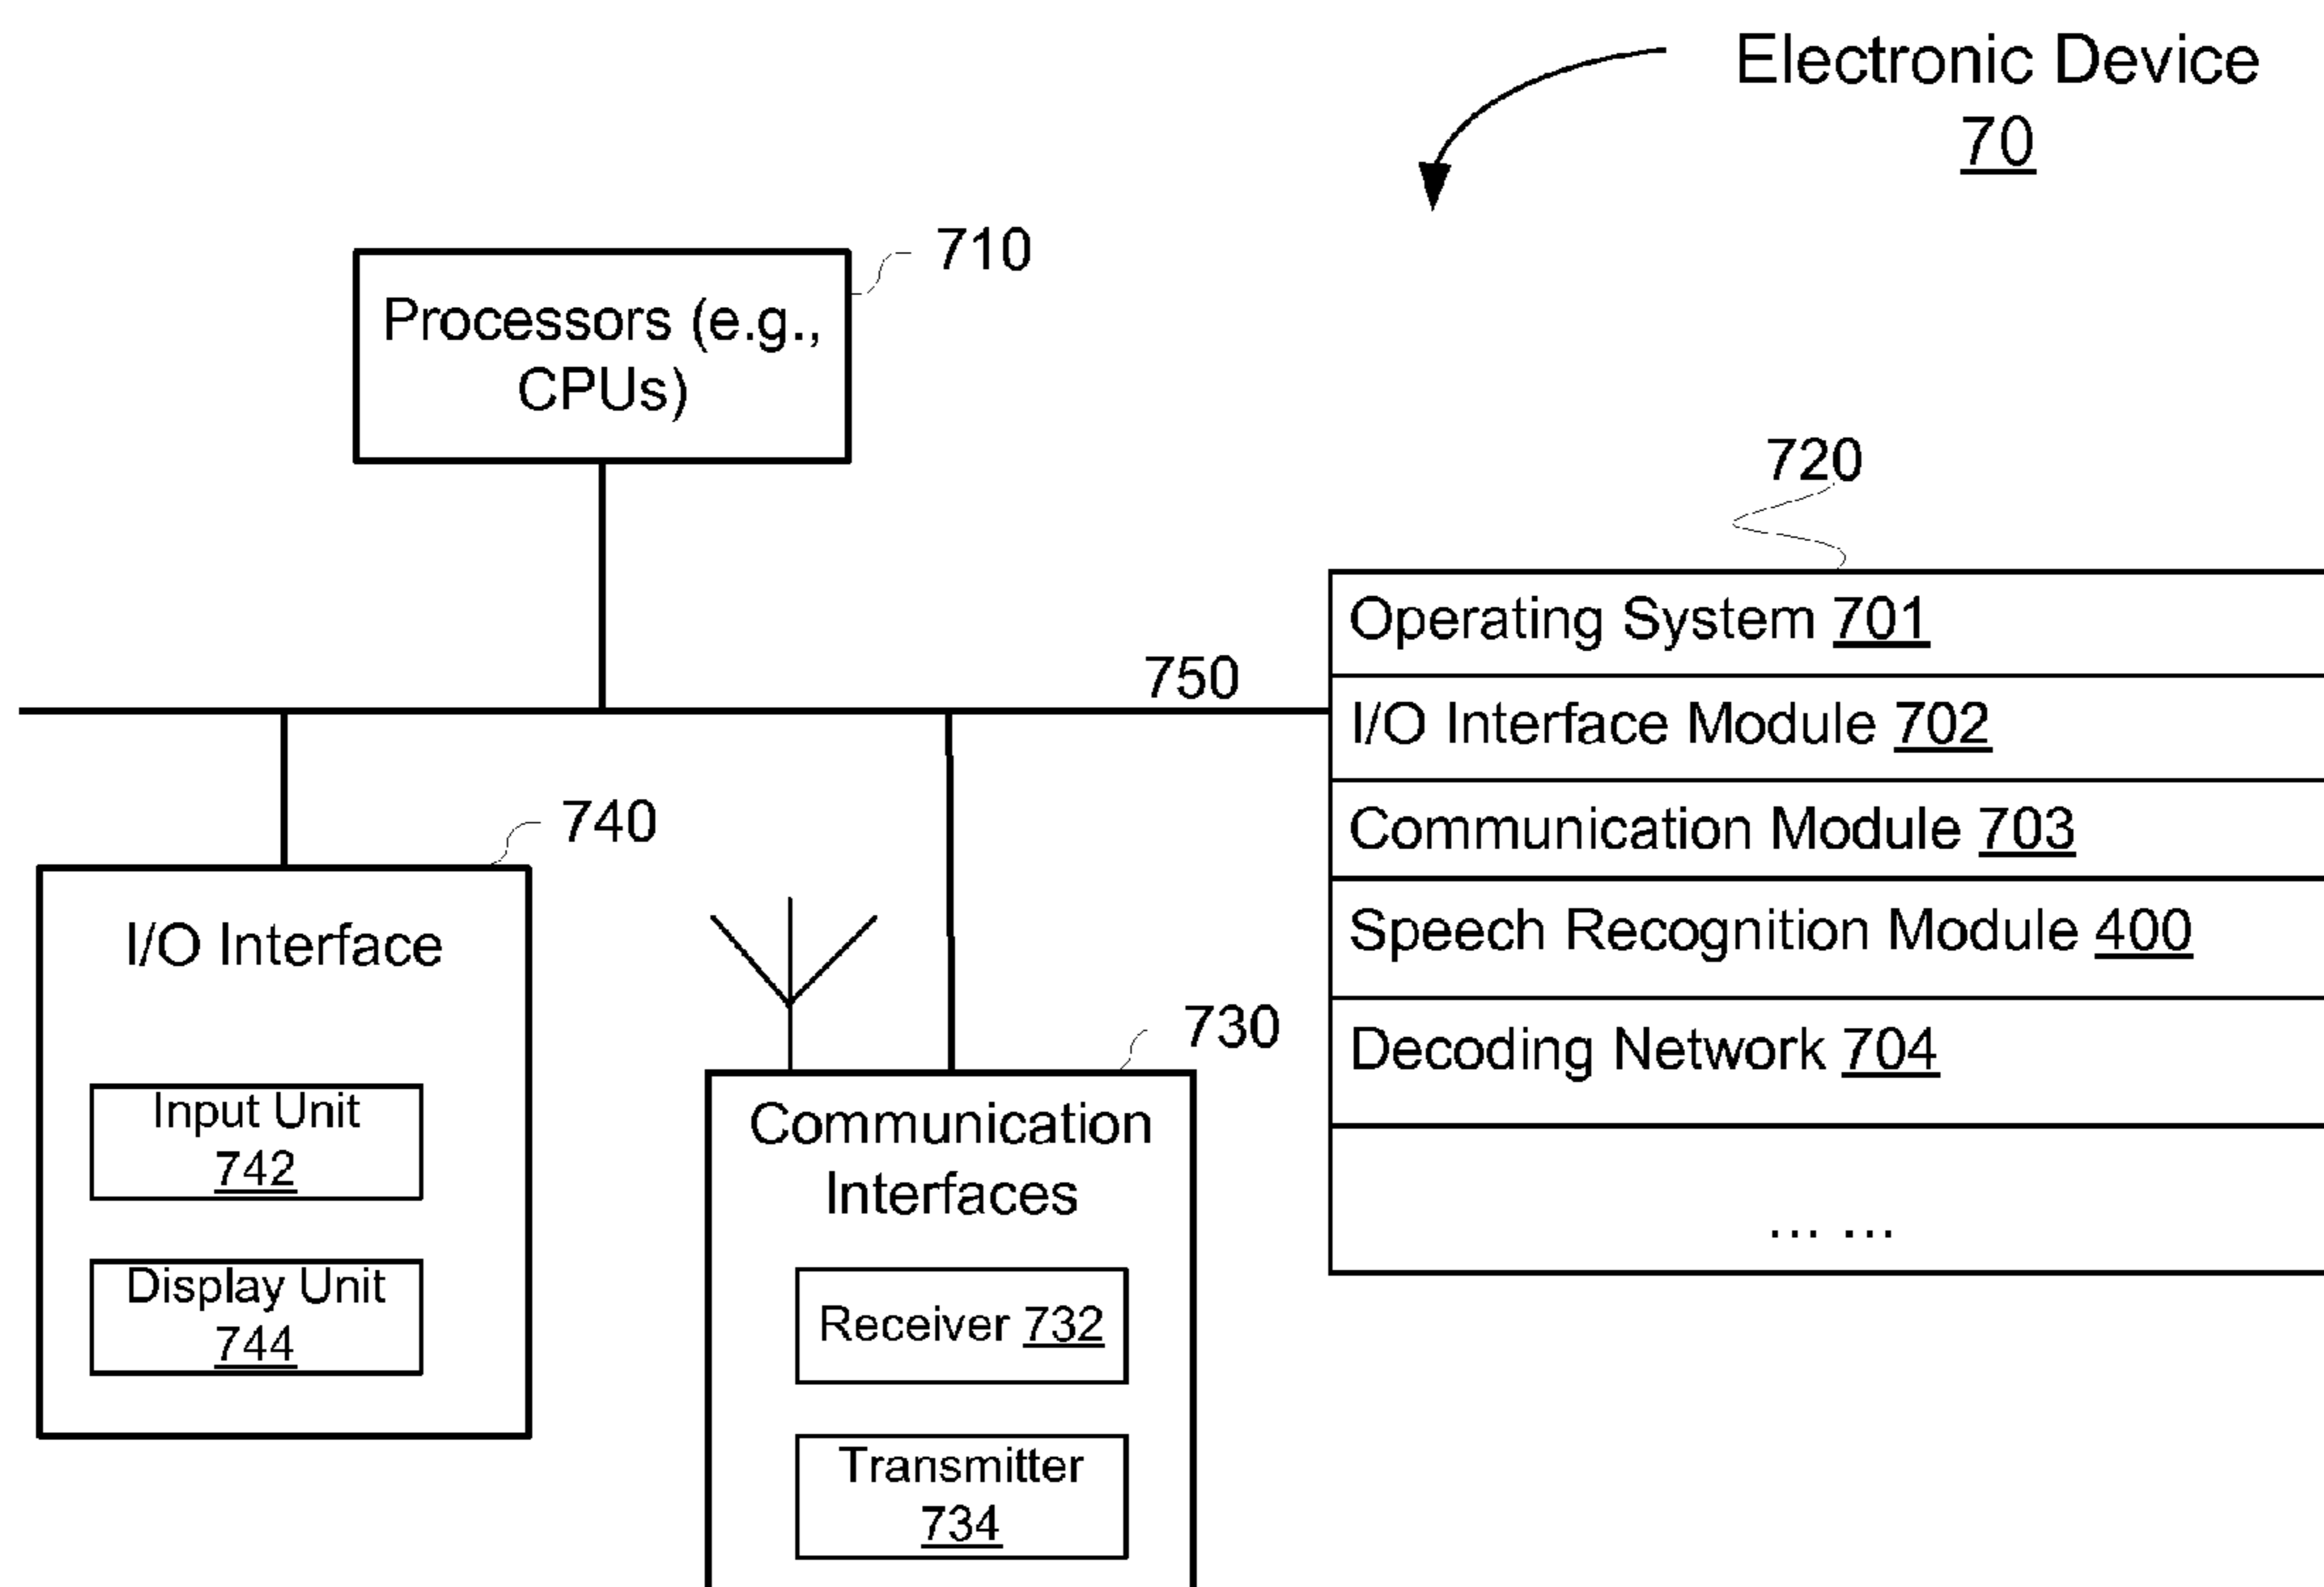 Electronic Device
70
710
Processors (e.g.,
CPUs)
720
Operating System 701
750
I/O Interface Module 702
740
Communication Module 703
I/O Interface
Speech Recognition Module 400
730
Decoding Network 704
Input Unit
742
Communication
Interfaces
... ...
Display Unit
744
Receiver 732
Transmitter
734